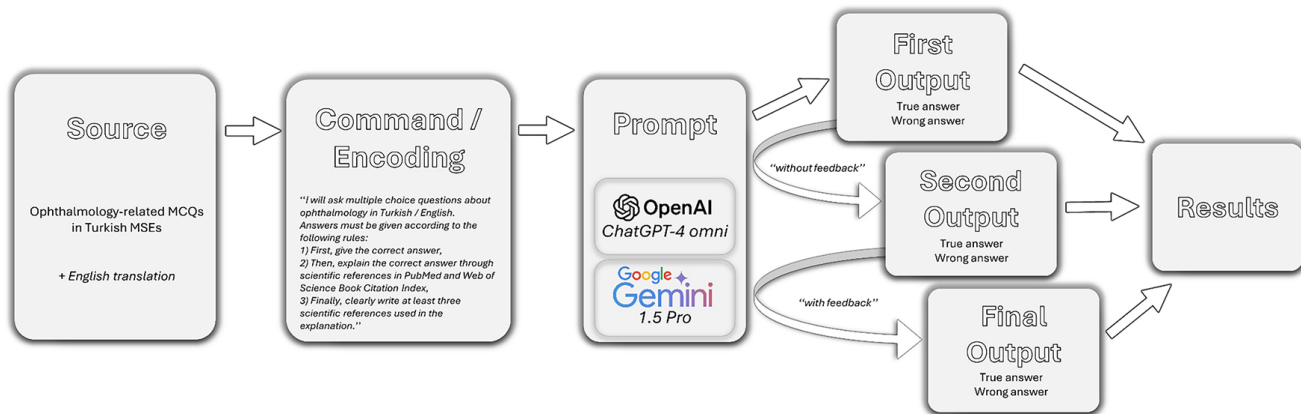 Source
Ophthalmology-related MCQs
in Turkish MSEs
+ English translation
Command /
Encoding
“I will ask multiple choice questions about
ophthalmology in Turkish / English.
Answers must be given according to the
following rules:
1) First, give the correct answer,
2) Then, explain the correct answer through
scientific references in PubMed and Web of
Science Book Citation Index,
3) Finally, clearly write at least three
scientific references used in the
explanation.”
Prompt
OpenAI
ChatGPT-4 omni
Google
Gemini
1.5 Pro
First
Output
True answer
Wrong answer
“without feedback”
Second
Output
True answer
Wrong answer
“with feedback”
Final
Output
True answer
Wrong answer
Results